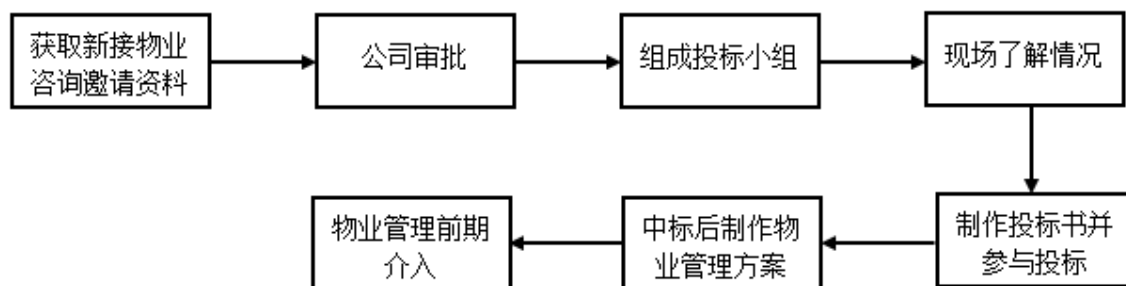 获取新接物业
咨询邀请资料
公司审批
组成投标小组
现场了解情况
制作投标书并
参与投标
中标后制作物
业管理方案
物业管理前期
介入